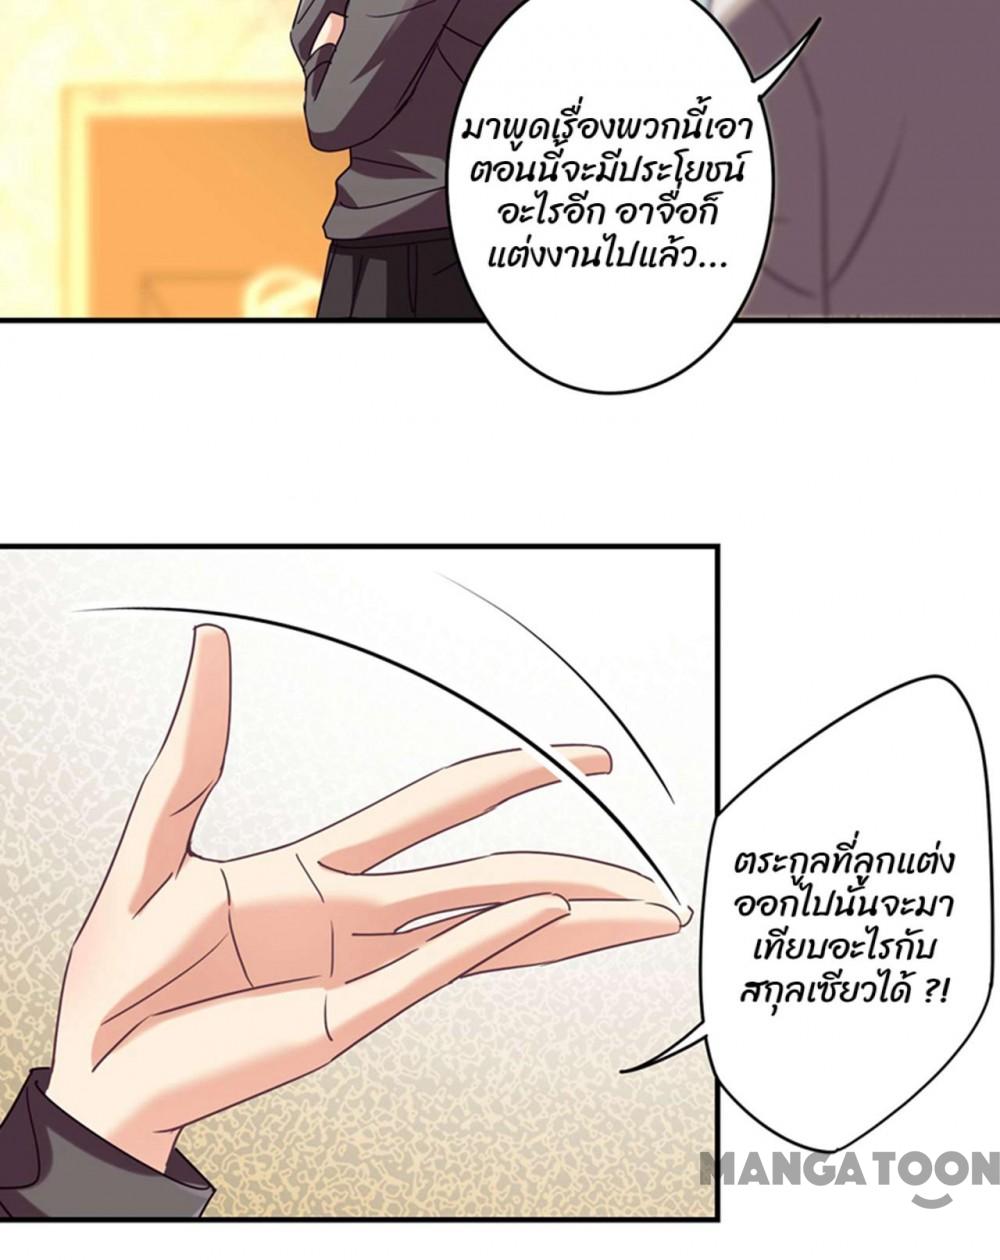 มาพูดเรื่องพวกนี้เอา
ตอนนี้จะมีประโยชน์
อะไรอีก อาจื่อก็
แต่งงานไปแล้ว...
ตระกูลที่ลูกแต่ง
ออกไปนั้นจะมา
เทียบอะไรกับ
สกุลเซียวได้ ?!
MANGATOON